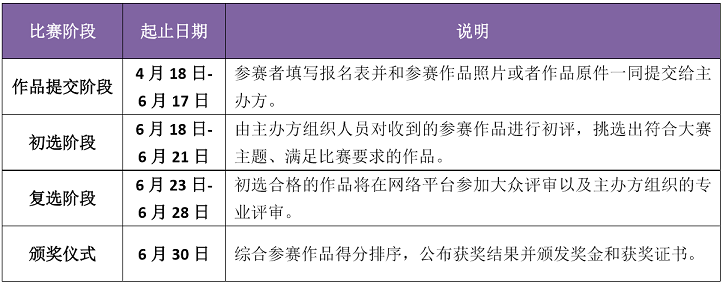 比赛阶段 起止日期 说明
作品提交阶段
4 月 18 日-
6 月 17 日
参赛者填写报名表并和参赛作品照片或者作品原件一同提交给主
办方。
初选阶段
6 月 18 日-
6 月 21 日
由主办方组织人员对收到的参赛作品进行初评，挑选出符合大赛
主题、满足比赛要求的作品。
复选阶段
6 月 23 日-
6 月 28 日
初选合格的作品将在网络平台参加大众评审以及主办方组织的专
业评审。
颁奖仪式 6 月 30 日 综合参赛作品得分排序，公布获奖结果并颁发奖金和获奖证书。